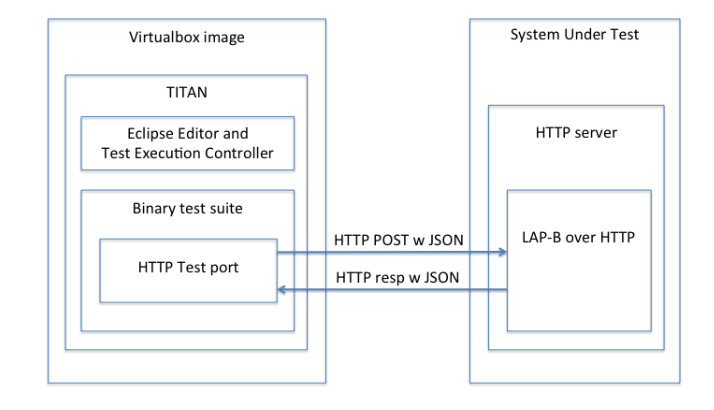 Virtualbox image
System Under Test
TITAN
Eclipse Editor and
Test Execution Controller
HTTP server
Binary test suite
HTTP Test port
HTTP POST w JSON
HTTP resp w JSON
LAP-B over HTTP